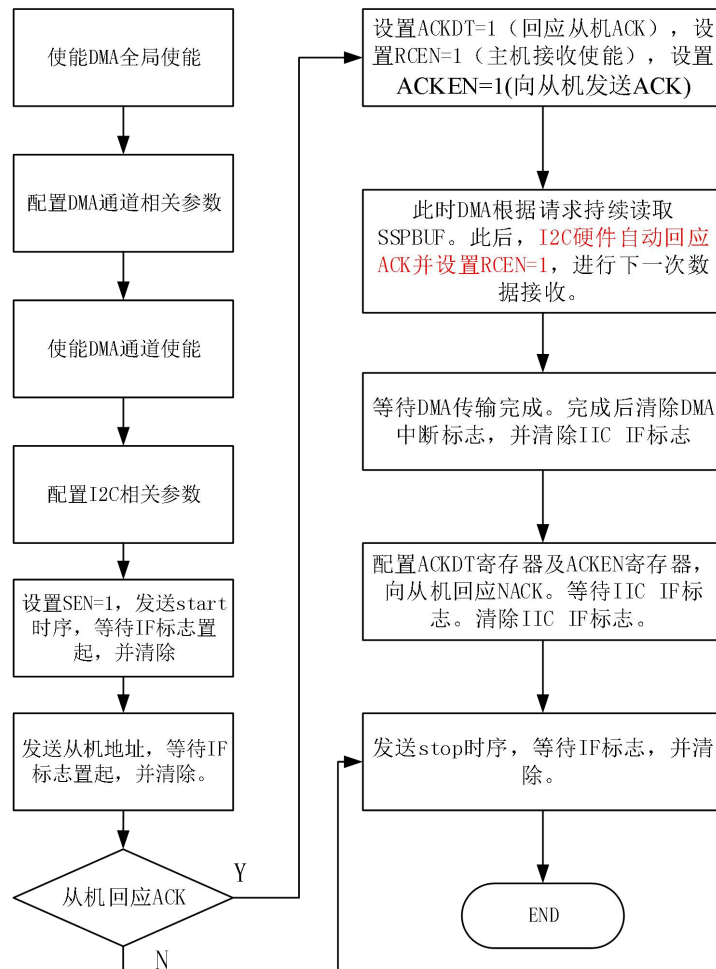 使能DMA全局使能
配置DMA通道相关参数
使能DMA通道使能
配置I2C相关参数
设置SEN=1，发送start
时序，等待IF标志置
起，并清除
发送从机地址，等待IF
标志置起，并清除。
从机回应ACK
Y
N
设置ACKDT=1（回应从机ACK），设
置RCEN=1（主机接收使能），设置
ACKEN=1(向从机发送ACK)
此时DMA根据请求持续读取
SSPBUF。此后，I2C硬件自动回应
ACK并设置RCEN=1，进行下一次数
据接收。
等待DMA传输完成。完成后清除DMA
中断标志，并清除IIC IF标志
配置ACKDT寄存器及ACKEN寄存器，
向从机回应NACK。等待IIC IF标
志。清除IIC IF标志。
发送stop时序，等待IF标志，并清
除。
END